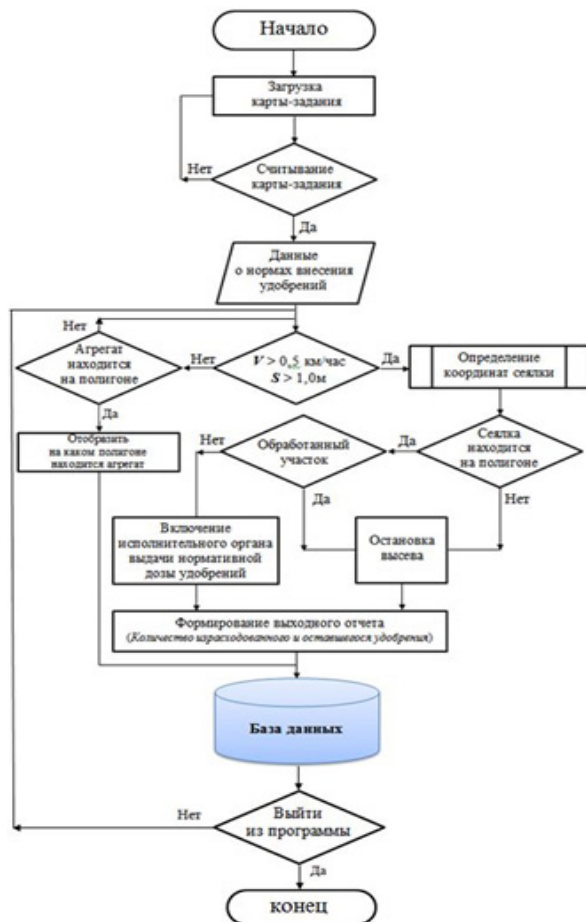 Начало
Загрузка
карты-задания
Нет
Считывание
карты-задания
Да
Данные
о нормах внесения
удобрений
Нет
Агрегат
находится
на полигоне
Нет
V > 0,5 км/час
S > 1,0м
Да
Определение
координат сеялки
Да
Отобразить
на каком полигоне
находится агрегат
Нет
Обработанный
участок
Да
Сеялка
находится
на полигоне
Да
Нет
Включение
исполнительного органа
выдачи нормативной
дозы удобрений
Остановка
высева
Формирование выходного отчета
(Количество израсходованного и оставшегося удобрения)
База данных
Нет
Выйти
из программы
Да
конец